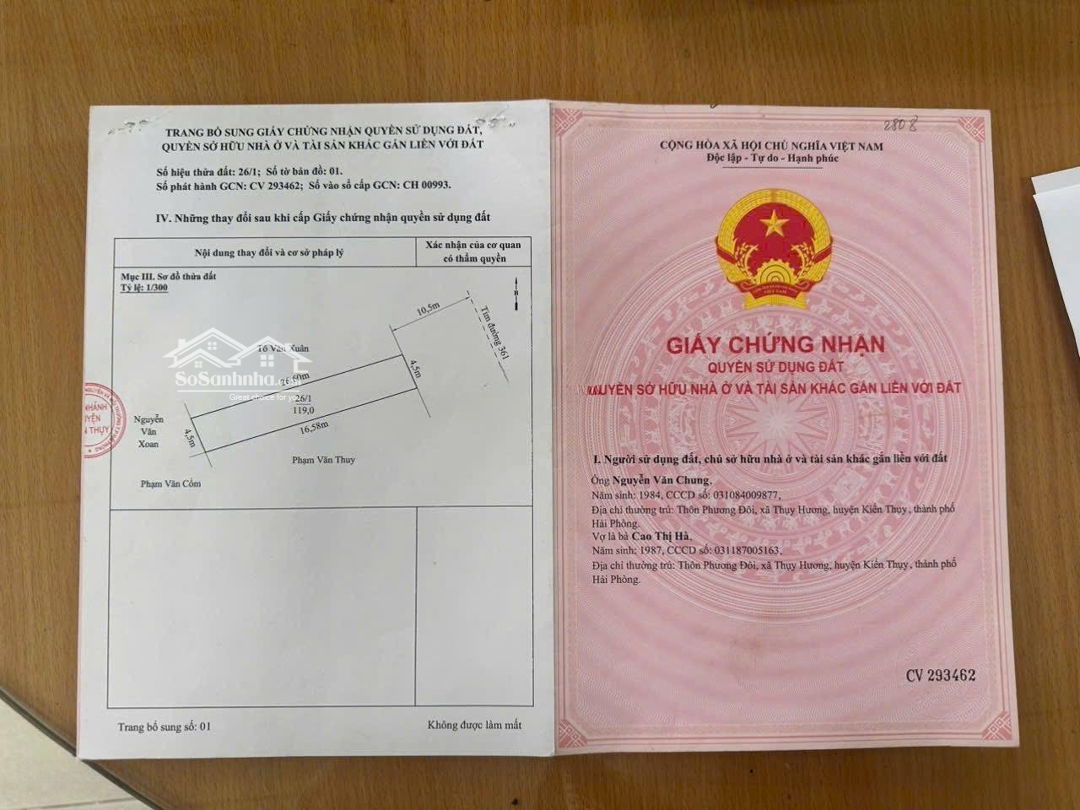 TRANG BỔ SUNG GIẤY CHỨNG NHẬN QUYỀN SỬ DỤNG ĐẤT,
QUYỀN SỞ HỮU NHÀ Ở VÀ TÀI SẢN KHÁC GẮN LIỀN VỚI ĐẤT
Số hiệu thửa đất: 26/1; Số tờ bản đồ: 01.
Số phát hành GCN: CV 293462; Số vào sổ cấp GCN: CH 00993.
IV. Những thay đổi sau khi cấp Giấy chứng nhận quyền sử dụng đất
Nội dung thay đổi và cơ sở pháp lý
Xác nhận của cơ quan
có thẩm quyền
Mục III. Sơ đồ thửa đất
Tỷ lệ: 1/300
10,5m
Tim đường 361
Tô Văn Xuân
SoSanhnha
Great choice for you
4,5m
26/1
119,0
16,58m
4,5m
Nguyễn
Văn
Xoan
Phạm Văn Thuy
Phạm Văn Cốm
Trang bổ sung số: 01
Không được làm mất
2808
CỘNG HÒA XÃ HỘI CHỦ NGHĨA VIỆT NAM
Độc lập - Tự do - Hạnh phúc
GIẤY CHỨNG NHẬN
QUYỀN SỬ DỤNG ĐẤT
QUYỀN SỞ HỮU NHÀ Ở VÀ TÀI SẢN KHÁC GẮN LIỀN VỚI ĐẤT
I. Người sử dụng đất, chủ sở hữu nhà ở và tài sản khác gắn liền với đất
Ông Nguyễn Văn Chung,
Năm sinh: 1984, CCCD số: 031084009877,
Địa chỉ thường trú: Thôn Phương Đôi, xã Thụy Hương, huyện Kiến Thụy, thành phố
Hải Phòng.
Vợ là bà Cao Thị Hà,
Năm sinh: 1987, CCCD số: 031187005163,
Địa chỉ thường trú: Thôn Phương Đôi, xã Thụy Hương, huyện Kiến Thụy, thành phố
Hải Phòng.
CV 293462